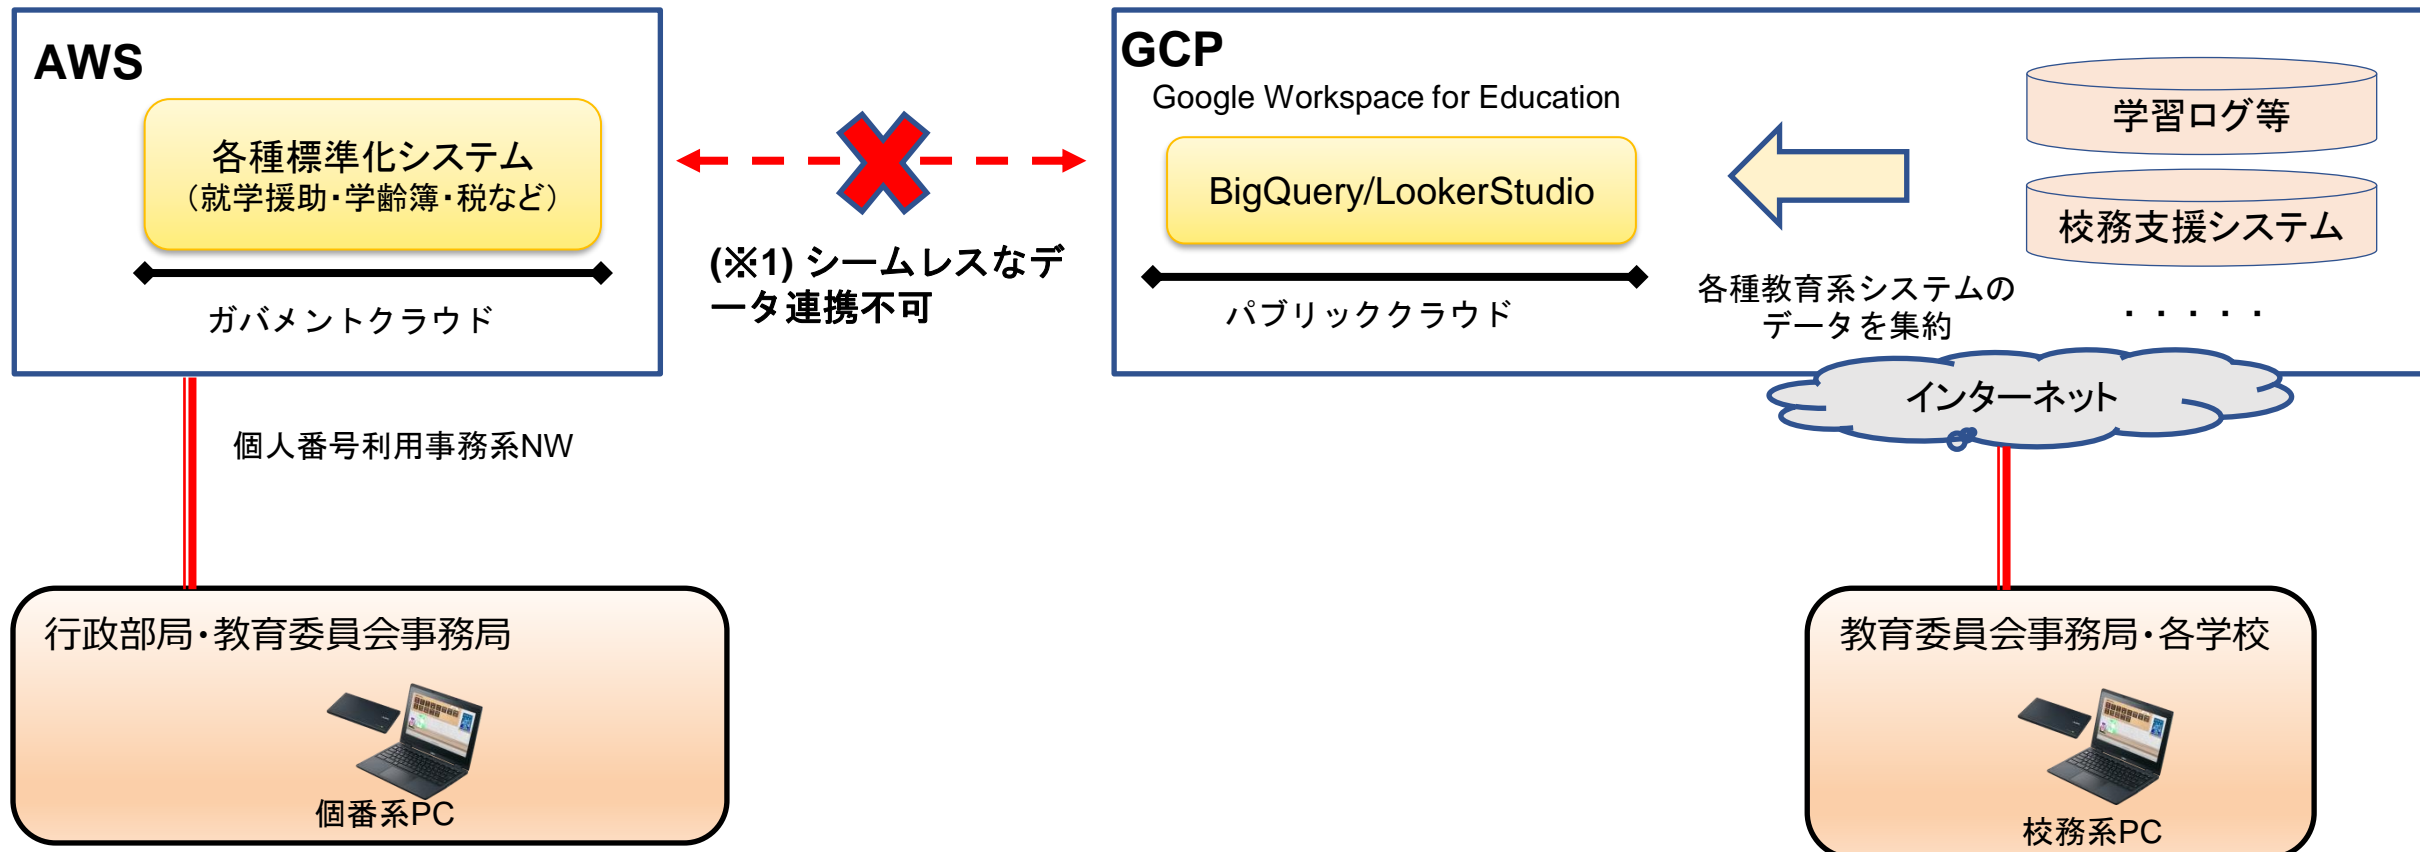 AWS
各種標準化システム
（就学援助・学齢簿・税など）
ガバメントクラウド
(※1) シームレスなデ
ータ連携不可
GCP
Google Workspace for Education
BigQuery/LookerStudio
パブリッククラウド
学習ログ等
校務支援システム
・・・・・
各種教育系システムの
データを集約
インターネット
個人番号利用事務系NW
行政部局・教育委員会事務局
個番系PC
教育委員会事務局・各学校
校務系PC